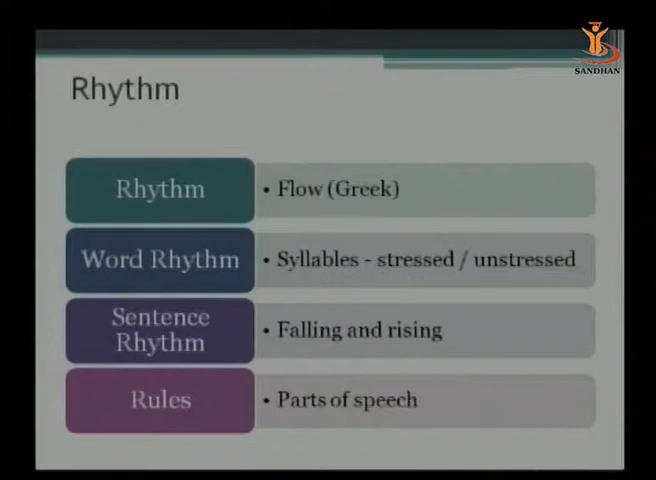 SANDHAN
Rhythm
Rhythm
• Flow (Greek)
Word Rhythm
• Syllables - stressed / unstressed
Sentence
Rhythm
• Falling and rising
Rules
• Parts of speech